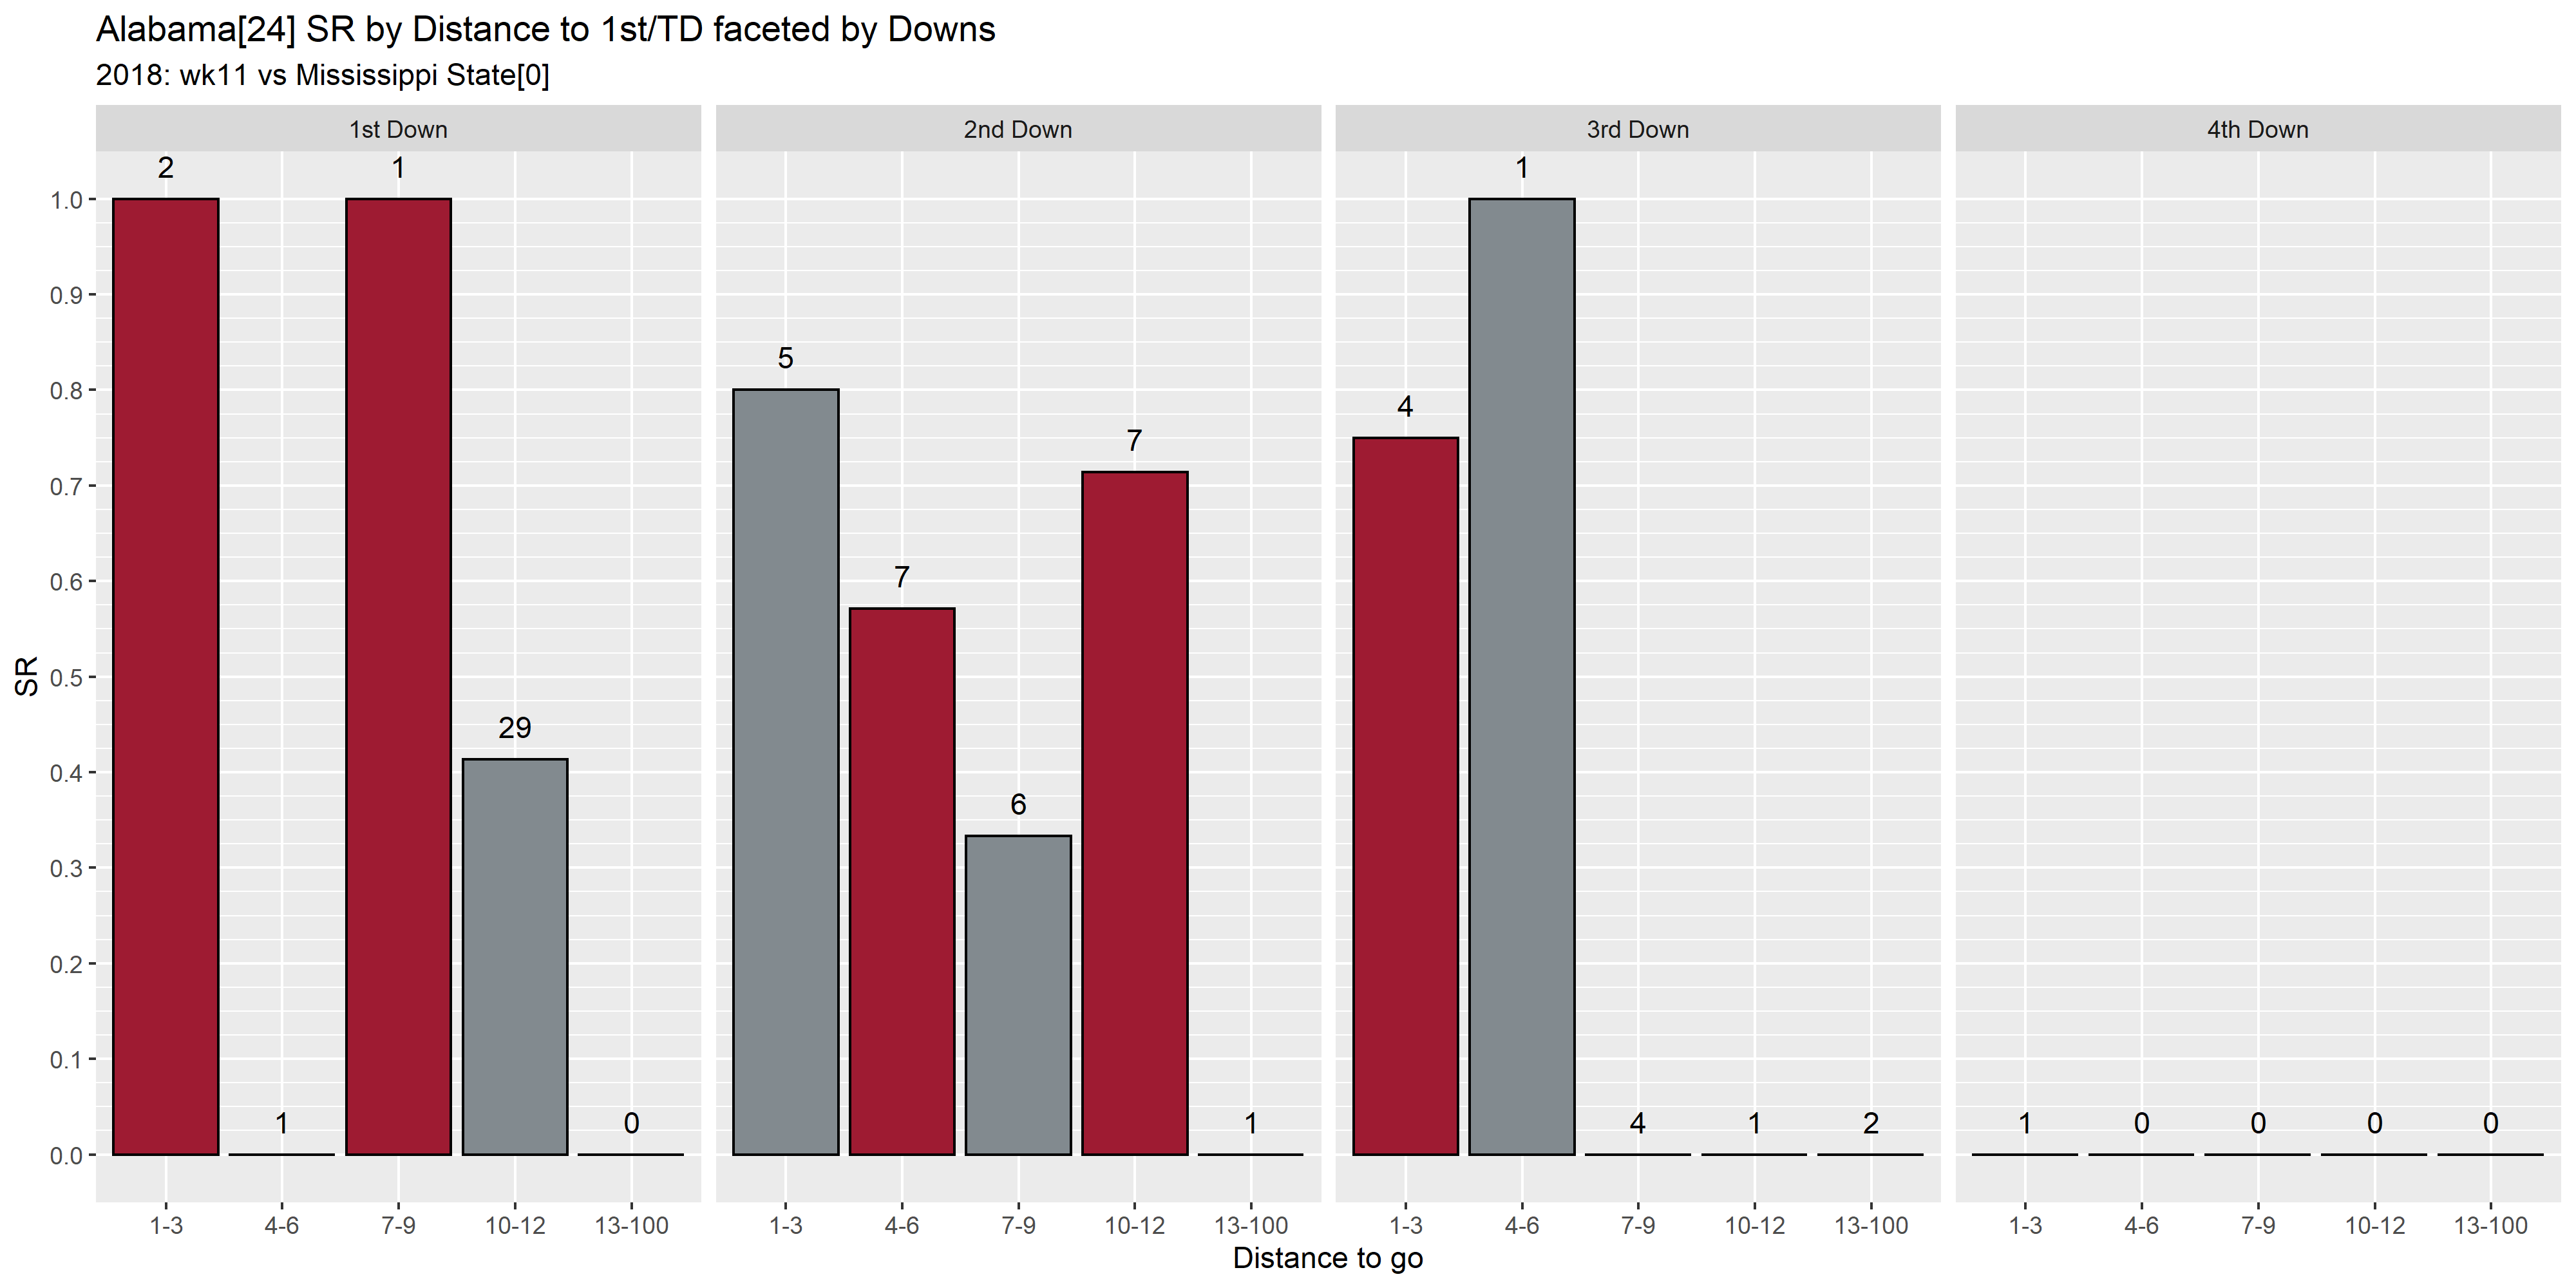 Alabama[24] SR by Distance to 1st/TD faceted by Downs
2018: wk11 vs Mississippi State[0]
1st Down
2nd Down
3rd Down
4th Down
2
1
1
29
0
5
7
6
7
1
4
1
4
1
2
1
0
0
0
0
1.0
0.9
0.8
0.7
0.6
0.5
0.4
0.3
0.2
0.1
0.0
SR
1-3 4-6 7-9 10-12 13-100
1-3 4-6 7-9 10-12 13-100
1-3 4-6 7-9 10-12 13-100
1-3 4-6 7-9 10-12 13-100
Distance to go